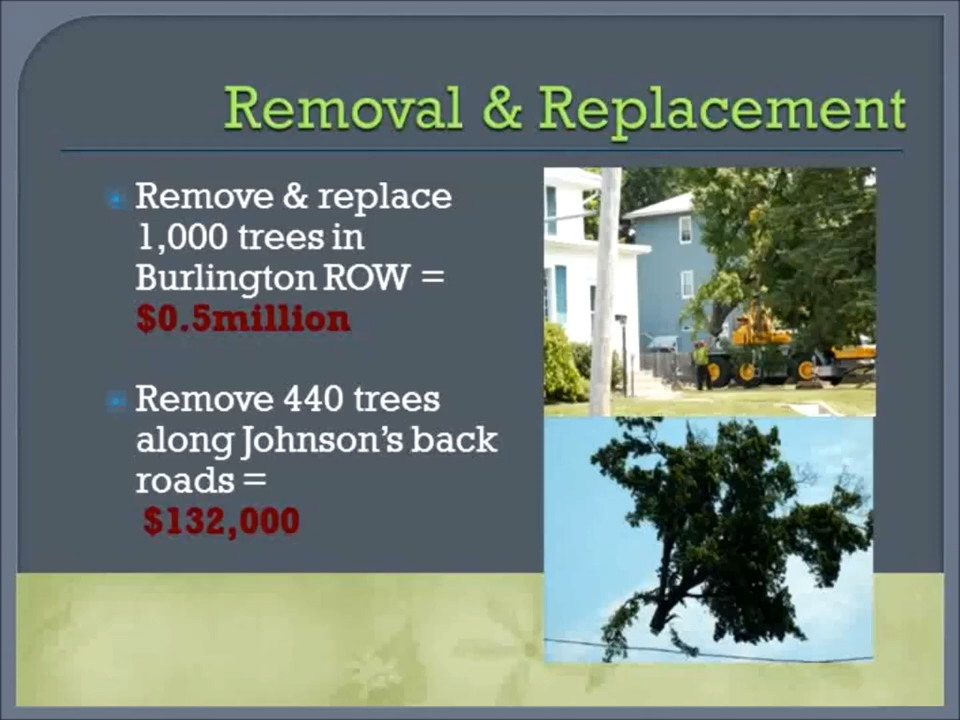 Removal & Replacement
Remove & replace
1,000 trees in
Burlington ROW =
$0.5million
Remove 440 trees
along Johnson's back
roads =
$132,000